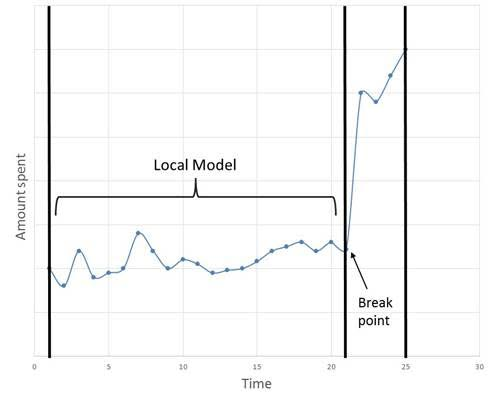 Local Model
Amount spent
Break
point
0 5 10 15 20 25 30
Time